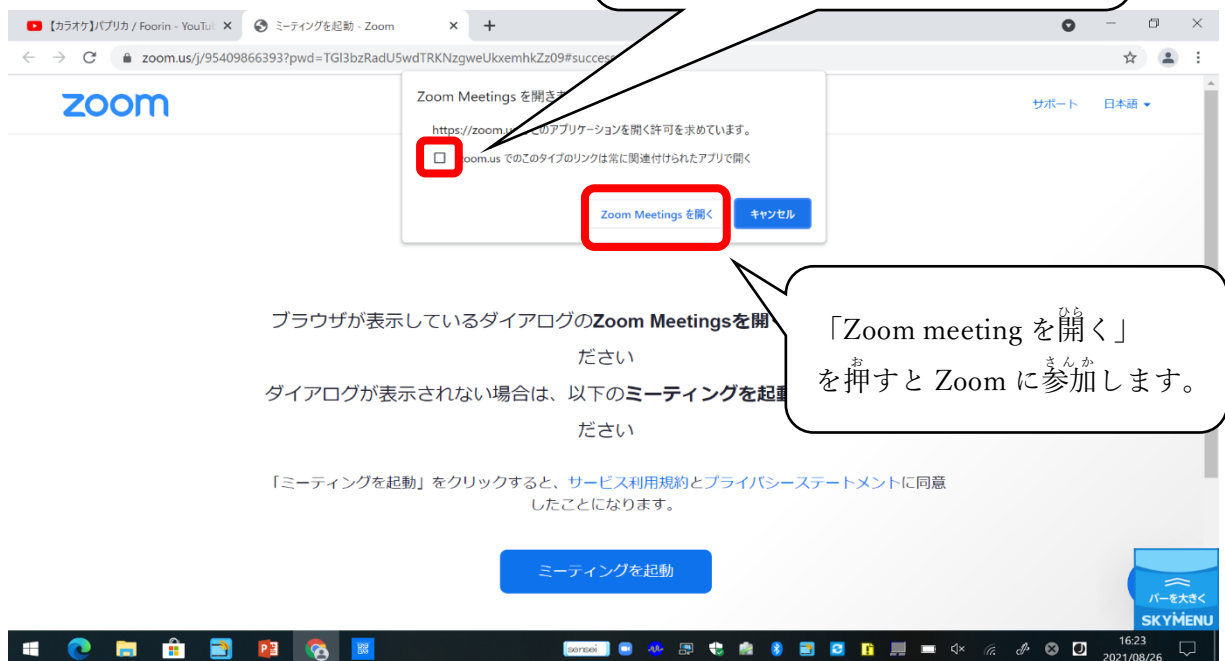 【カラオケ】パプリカ / Foorin - YouTu
ミーティングを起動 - Zoom
zoom.us/j/95409866393?pwd=TGI3bzRadU5wdTRKNzgweUkxemhkZz09#success
zoom
サポート 日本語
Zoom Meetings を開きま
https://zoom.us このアプリケーションを開く許可を求めています。
zoom.us でのこのタイプのリンクは常に関連付けられたアプリで開く
Zoom Meetings を開く キャンセル
ブラウザが表示しているダイアログのZoom Meetingsを開
ださい
ダイアログが表示されない場合は、以下のミーティングを起動
ださい
「ミーティングを起動」をクリックすると、サービス利用規約とプライバシーステートメントに同意
したことになります。
ミーティングを起動
「Zoom meeting を開く」
ひら
を押すと Zoom に参加します。
お さんか
バーを大きく
SKYMENU
sensei
16:23
2021/08/26